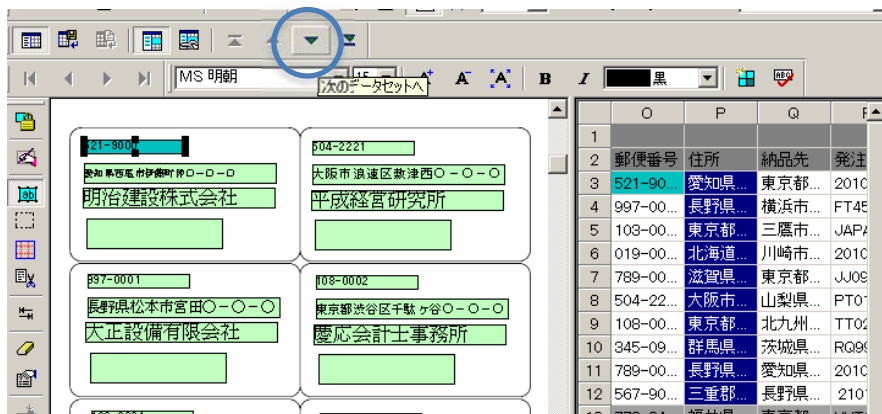 MS 明朝 15 A A A B I 黒 ABC
次のデータセットへ
521-9000
愛知県西尾市伊藤町仲〇-〇-〇
明治建設株式会社
504-2221
大阪市浪速区敷津西〇-〇-〇
平成経営研究所
997-0001
長野県松本市宮田〇-〇-〇
大正設備有限会社
108-0002
東京都渋谷区千駄ヶ谷〇-〇-〇
慶応会計士事務所
O P Q
1
2 郵便番号 住所 納品先 発注
3 521-90... 愛知県... 東京都... 2010
4 997-00... 長野県... 横浜市... FT45
5 103-00... 東京都... 三鷹市... JAPA
6 019-00... 北海道... 川崎市... 2010
7 789-00... 滋賀県... 東京都... JJ09
8 504-22... 大阪市... 山梨県... PT01
9 108-00... 東京都... 北九州... TT02
10 345-09... 群馬県... 茨城県... RQ99
11 789-00... 長野県... 愛知県... 2010
12 567-90... 三重郡... 長野県... 2101